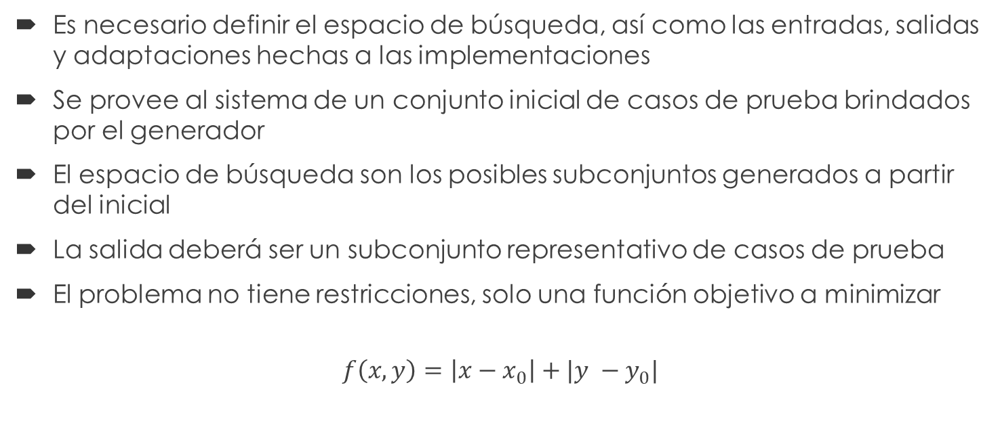 Es necesario definir el espacio de búsqueda, así como las entradas, salidas
y adaptaciones hechas a las implementaciones
Se provee al sistema de un conjunto inicial de casos de prueba brindados
por el generador
El espacio de búsqueda son los posibles subconjuntos generados a partir
del inicial
La salida deberá ser un subconjunto representativo de casos de prueba
El problema no tiene restricciones, solo una función objetivo a minimizar
f(x, y) = |x − x₀| + |y − y₀|